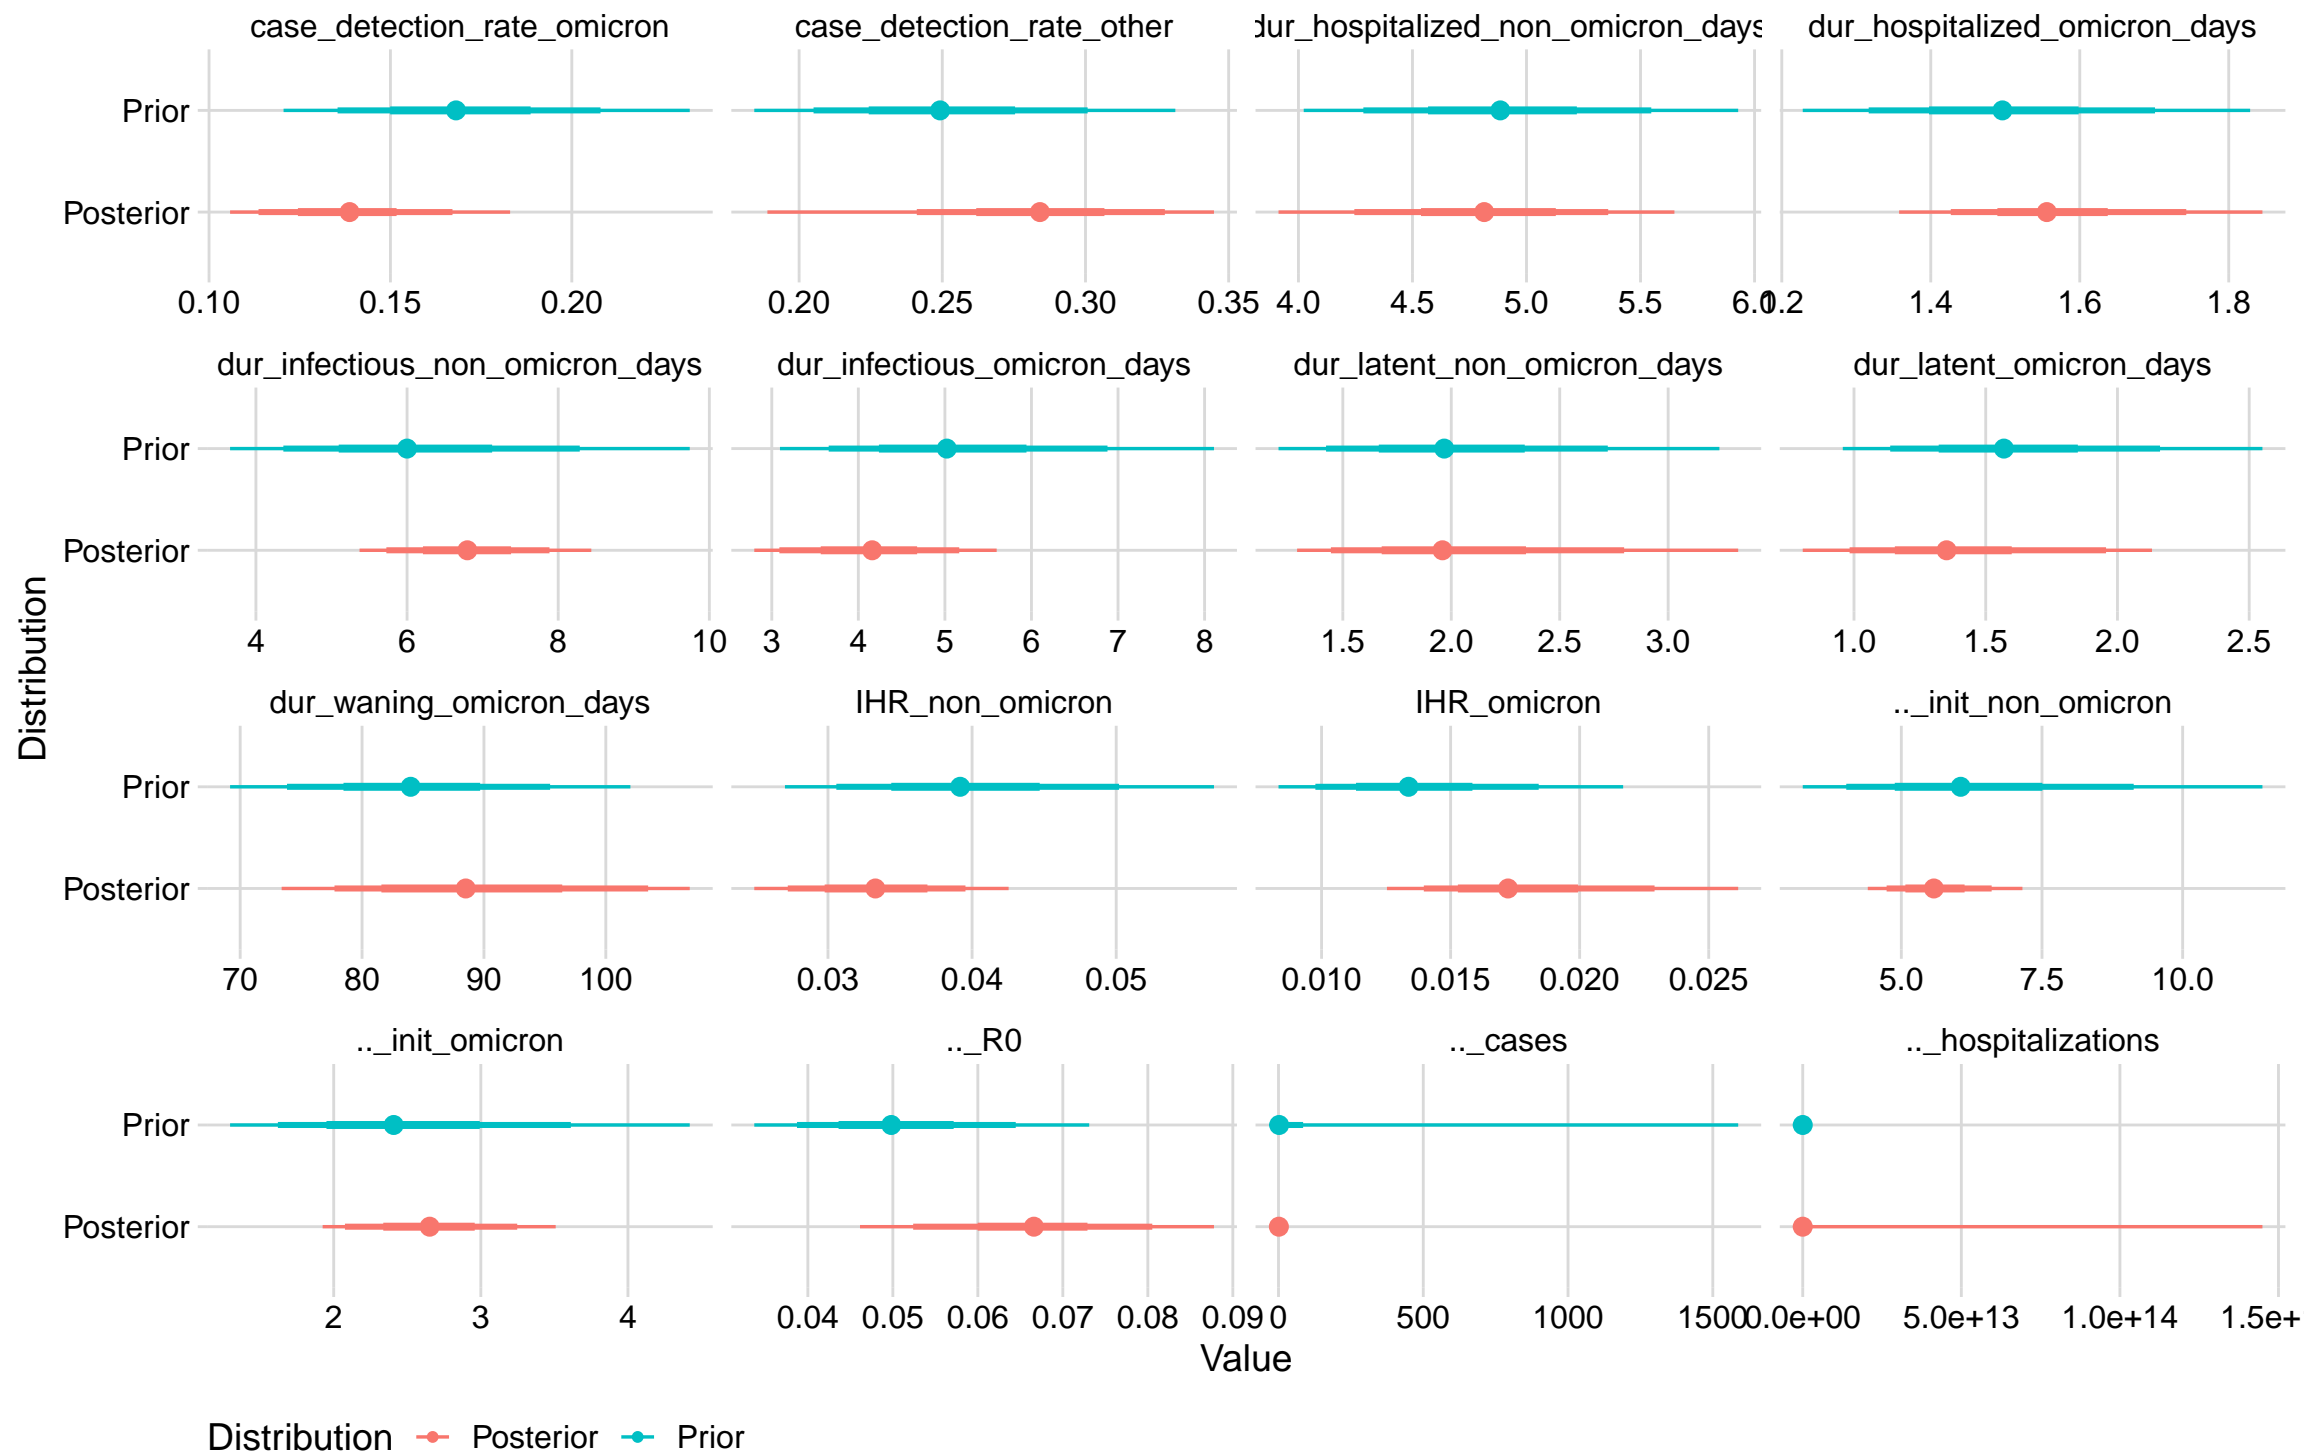 case_detection_rate_omicron case_detection_rate_other dur_hospitalized_non_omicron_days dur_hospitalized_omicron_days
Prior
Posterior
0.10 0.15 0.20 0.20 0.25 0.30 0.35 4.0 4.5 5.0 5.5 6.0 1.2 1.4 1.6 1.8
dur_infectious_non_omicron_days dur_infectious_omicron_days dur_latent_non_omicron_days dur_latent_omicron_days
Prior
Posterior
4 6 8 10 3 4 5 6 7 8 1.5 2.0 2.5 3.0 1.0 1.5 2.0 2.5
Distribution
dur_waning_omicron_days IHR_non_omicron IHR_omicron .._init_non_omicron
Prior
Posterior
70 80 90 100 0.03 0.04 0.05 0.010 0.015 0.020 0.025 5.0 7.5 10.0
.._init_omicron .._R0 .._cases .._hospitalizations
Prior
Posterior
2 3 4 0.04 0.05 0.06 0.07 0.08 0.09 0 500 1000 1500 0.0e+00 5.0e+13 1.0e+14 1.5e+
Value
Distribution Posterior Prior